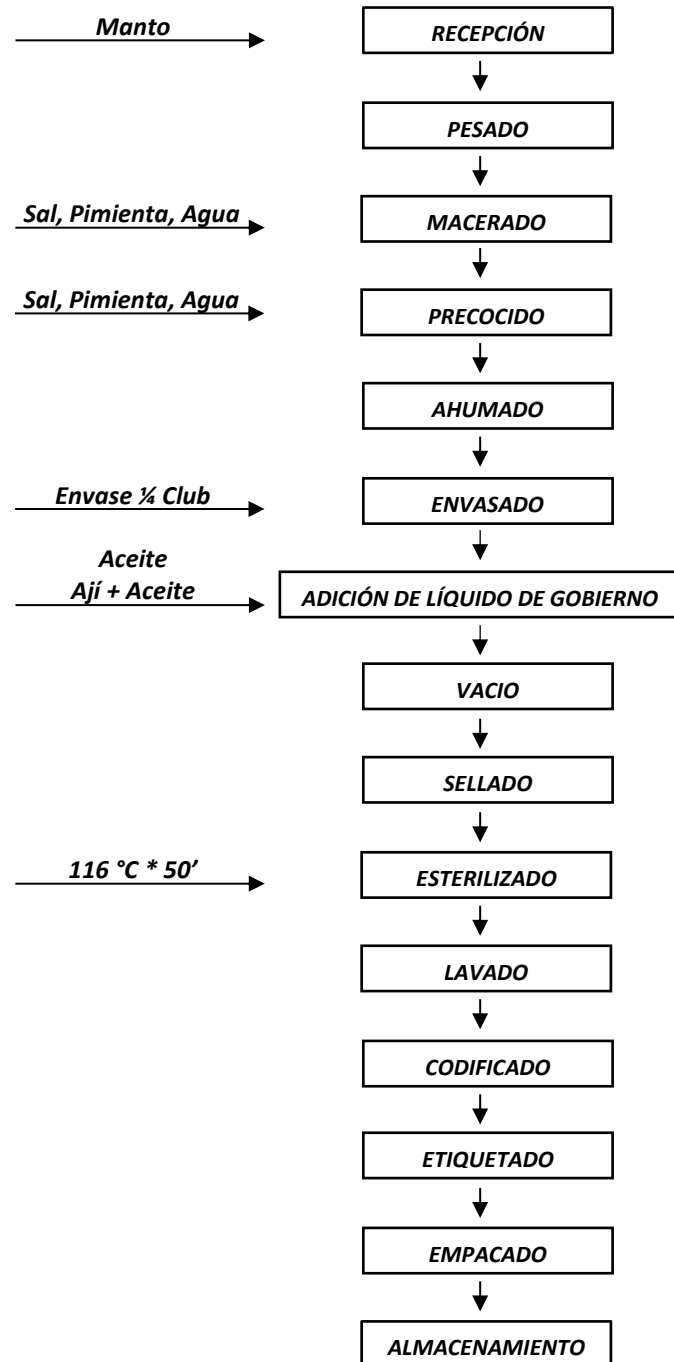 Manto
RECEPCIÓN
PESADO
Sal, Pimienta, Agua
MACERADO
Sal, Pimienta, Agua
PRECOCIDO
AHUMADO
Envase ¼ Club
ENVASADO
Aceite
Ají + Aceite
ADICIÓN DE LÍQUIDO DE GOBIERNO
VACIO
SELLADO
116 °C * 50’
ESTERILIZADO
LAVADO
CODIFICADO
ETIQUETADO
EMPACADO
ALMACENAMIENTO